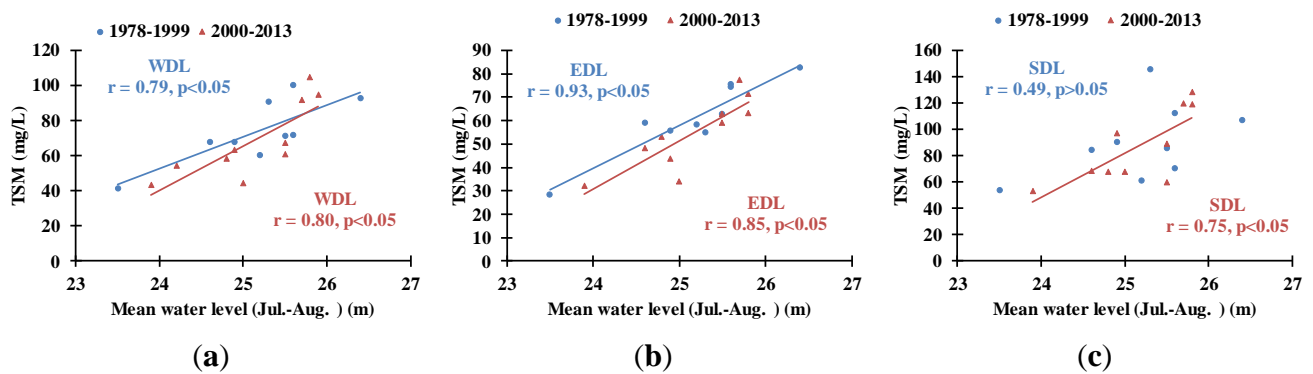 1978-1999 2000-2013
120
100
80
60
40
20
0
TSM (mg/L)
WDL
r = 0.79, p<0.05
WDL
r = 0.80, p<0.05
23 24 25 26 27
Mean water level (Jul.-Aug. ) (m)
(a)
1978-1999 2000-2013
90
80
70
60
50
40
30
20
10
0
TSM (mg/L)
EDL
r = 0.93, p<0.05
EDL
r = 0.85, p<0.05
23 24 25 26 27
Mean water level (Jul.-Aug. ) (m)
(b)
1978-1999 2000-2013
160
140
120
100
80
60
40
20
0
TSM (mg/L)
SDL
r = 0.49, p>0.05
SDL
r = 0.75, p<0.05
23 24 25 26 27
Mean water level (Jul.-Aug. ) (m)
(c)